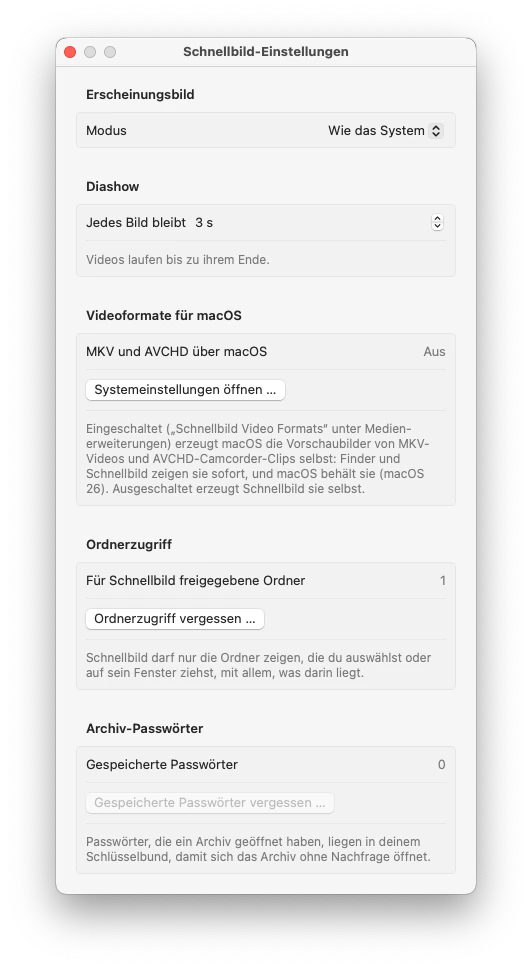 Schnellbild-Einstellungen
Erscheinungsbild
Modus Wie das System
Diashow
Jedes Bild bleibt 3 s
Videos laufen bis zu ihrem Ende.
Videoformate für macOS
MKV und AVCHD über macOS Aus
Systemeinstellungen öffnen ...
Eingeschaltet („Schnellbild Video Formats“ unter Medien-
erweiterungen) erzeugt macOS die Vorschaubilder von MKV-
Videos und AVCHD-Camcorder-Clips selbst: Finder und
Schnellbild zeigen sie sofort, und macOS behält sie (macOS
26). Ausgeschaltet erzeugt Schnellbild sie selbst.
Ordnerzugriff
Für Schnellbild freigegebene Ordner 1
Ordnerzugriff vergessen ...
Schnellbild darf nur die Ordner zeigen, die du auswählst oder
auf sein Fenster ziehst, mit allem, was darin liegt.
Archiv-Passwörter
Gespeicherte Passwörter 0
Gespeicherte Passwörter vergessen ...
Passwörter, die ein Archiv geöffnet haben, liegen in deinem
Schlüsselbund, damit sich das Archiv ohne Nachfrage öffnet.